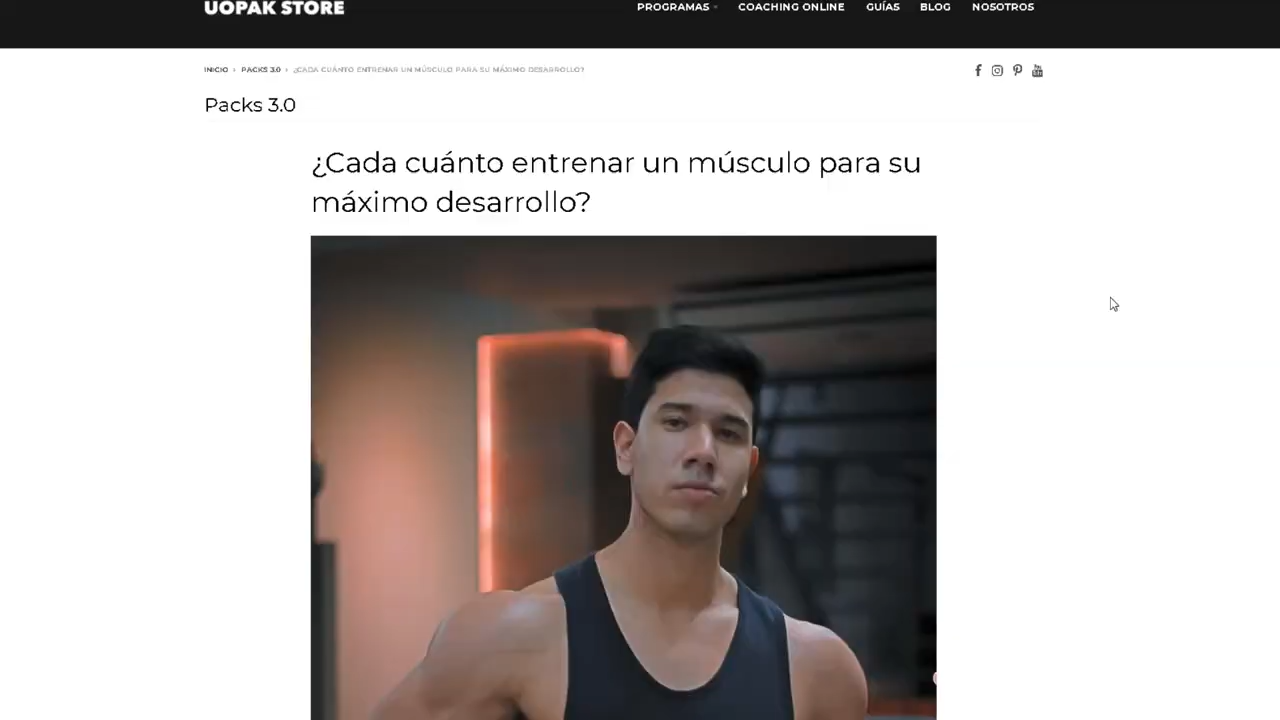 UOPAK STORE
PROGRAMAS COACHING ONLINE GUÍAS BLOG NOSOTROS
INICIO › PACKS 3.0 › ¿CADA CUÁNTO ENTRENAR UN MÚSCULO PARA SU MÁXIMO DESARROLLO?
Packs 3.0
¿Cada cuánto entrenar un músculo para su
máximo desarrollo?